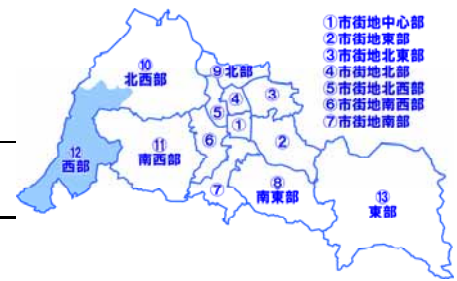 ①市街地中心部
②市街地東部
③市街地北東部
④市街地北部
⑤市街地北西部
⑥市街地南西部
⑦市街地南部
⑩
北西部
⑨北部
④
③
⑤
①
⑥
②
⑪
南西部
⑫
西部
⑦
⑧
南東部
⑬
東部